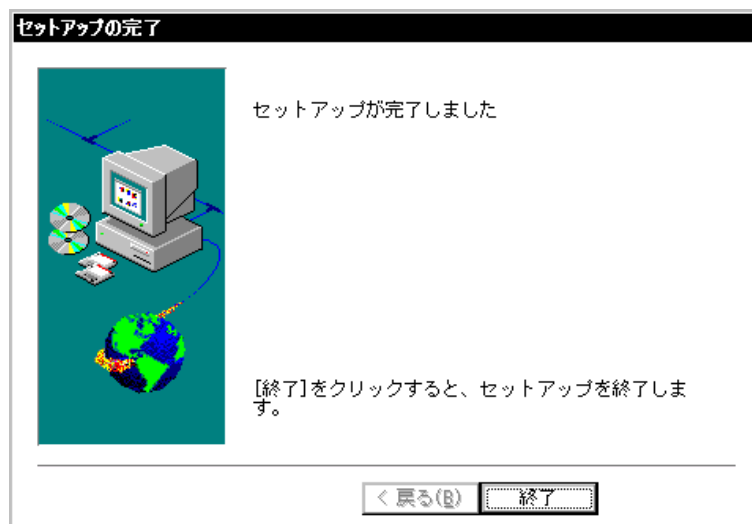 セットアップの完了
セットアップが完了しました
[終了]をクリックすると、セットアップを終了しま
す。
< 戻る(B)
終了